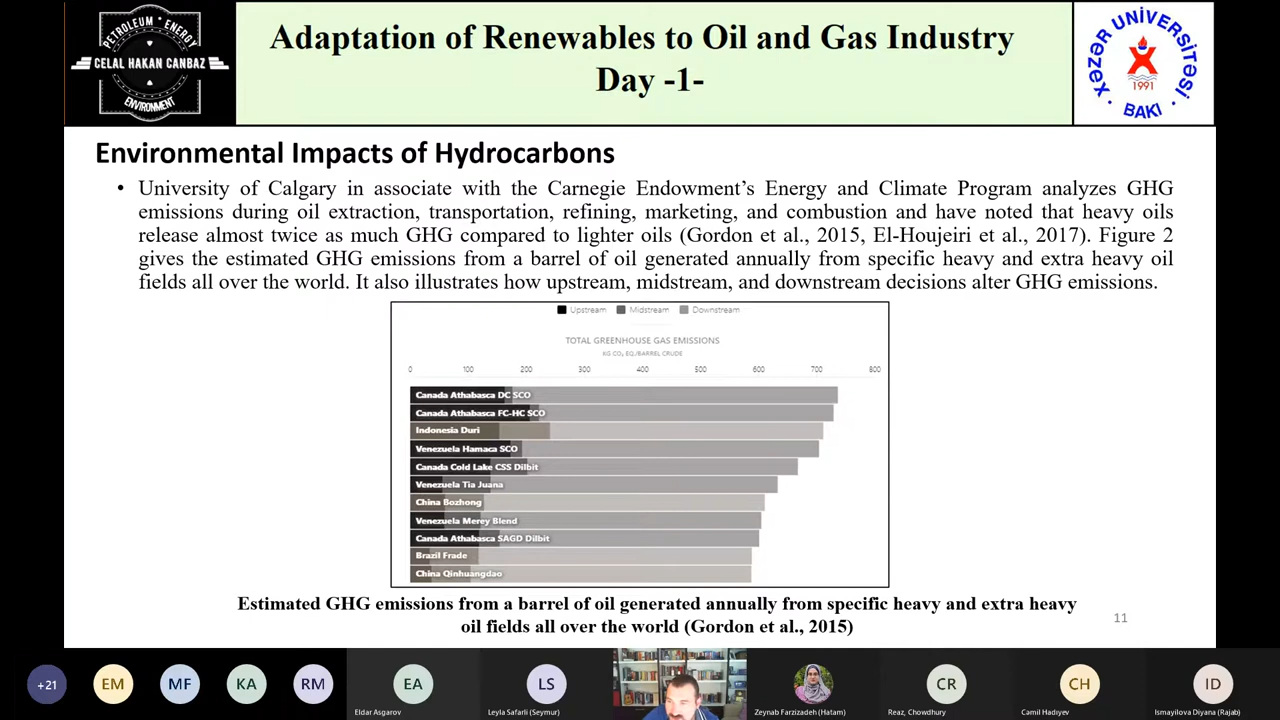 PETROLEUM * ENERGY
CELAL HAKAN CANBAZ
ENVIRONMENT
Adaptation of Renewables to Oil and Gas Industry
Day -1-
XƏZƏR UNİVERSİTƏSİ
1991
· BAKI ·
Environmental Impacts of Hydrocarbons
• University of Calgary in associate with the Carnegie Endowment’s Energy and Climate Program analyzes GHG
emissions during oil extraction, transportation, refining, marketing, and combustion and have noted that heavy oils
release almost twice as much GHG compared to lighter oils (Gordon et al., 2015, El-Houjeiri et al., 2017). Figure 2
gives the estimated GHG emissions from a barrel of oil generated annually from specific heavy and extra heavy oil
fields all over the world. It also illustrates how upstream, midstream, and downstream decisions alter GHG emissions.
Upstream Midstream Downstream
TOTAL GREENHOUSE GAS EMISSIONS
KG CO₂ EQ./BARREL CRUDE
0 100 200 300 400 500 600 700 800
Canada Athabasca DC SCO
Canada Athabasca FC-HC SCO
Indonesia Duri
Venezuela Hamaca SCO
Canada Cold Lake CSS Dilbit
Venezuela Tia Juana
China Bozhong
Venezuela Merey Blend
Canada Athabasca SAGD Dilbit
Brazil Frade
China Qinhuangdao
Estimated GHG emissions from a barrel of oil generated annually from specific heavy and extra heavy
oil fields all over the world (Gordon et al., 2015)
11
+21 EM MF KA RM EA LS CR CH ID
Eldar Asgarov Leyla Safarli (Seymur) Zeynab Farzizadeh (Hatam) Reaz, Chowdhury Camil Hadıyev Ismayilova Diyana (Rajab)